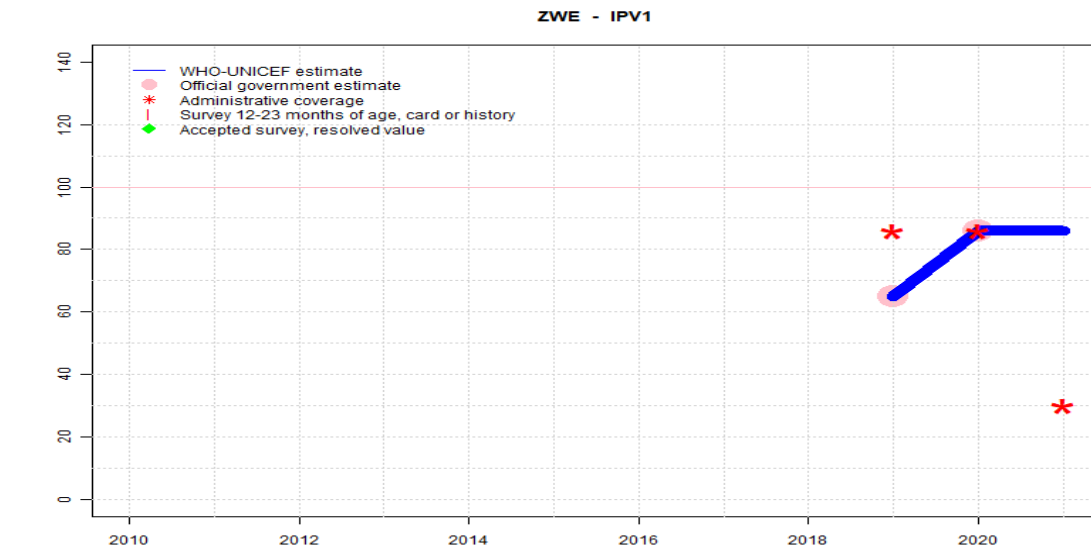 ZWE - IPV1
WHO-UNICEF estimate
Official government estimate
Administrative coverage
Survey 12-23 months of age, card or history
Accepted survey, resolved value
140
120
100
80
60
40
20
0
2010 2012 2014 2016 2018 2020